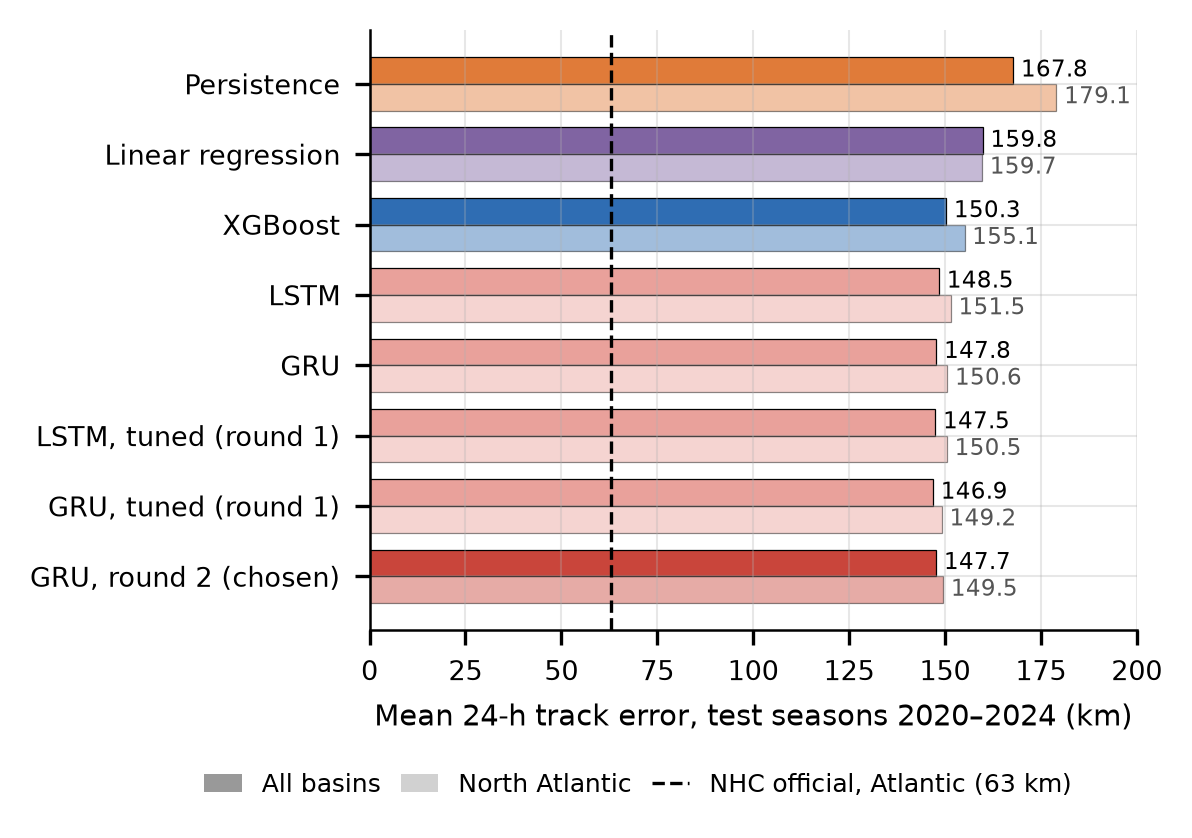 Persistence
167.8
179.1
Linear regression
159.8
159.7
XGBoost
150.3
155.1
LSTM
148.5
151.5
GRU
147.8
150.6
LSTM, tuned (round 1)
147.5
150.5
GRU, tuned (round 1)
146.9
149.2
GRU, round 2 (chosen)
147.7
149.5
0 25 50 75 100 125 150 175 200
Mean 24-h track error, test seasons 2020–2024 (km)
All basins North Atlantic NHC official, Atlantic (63 km)